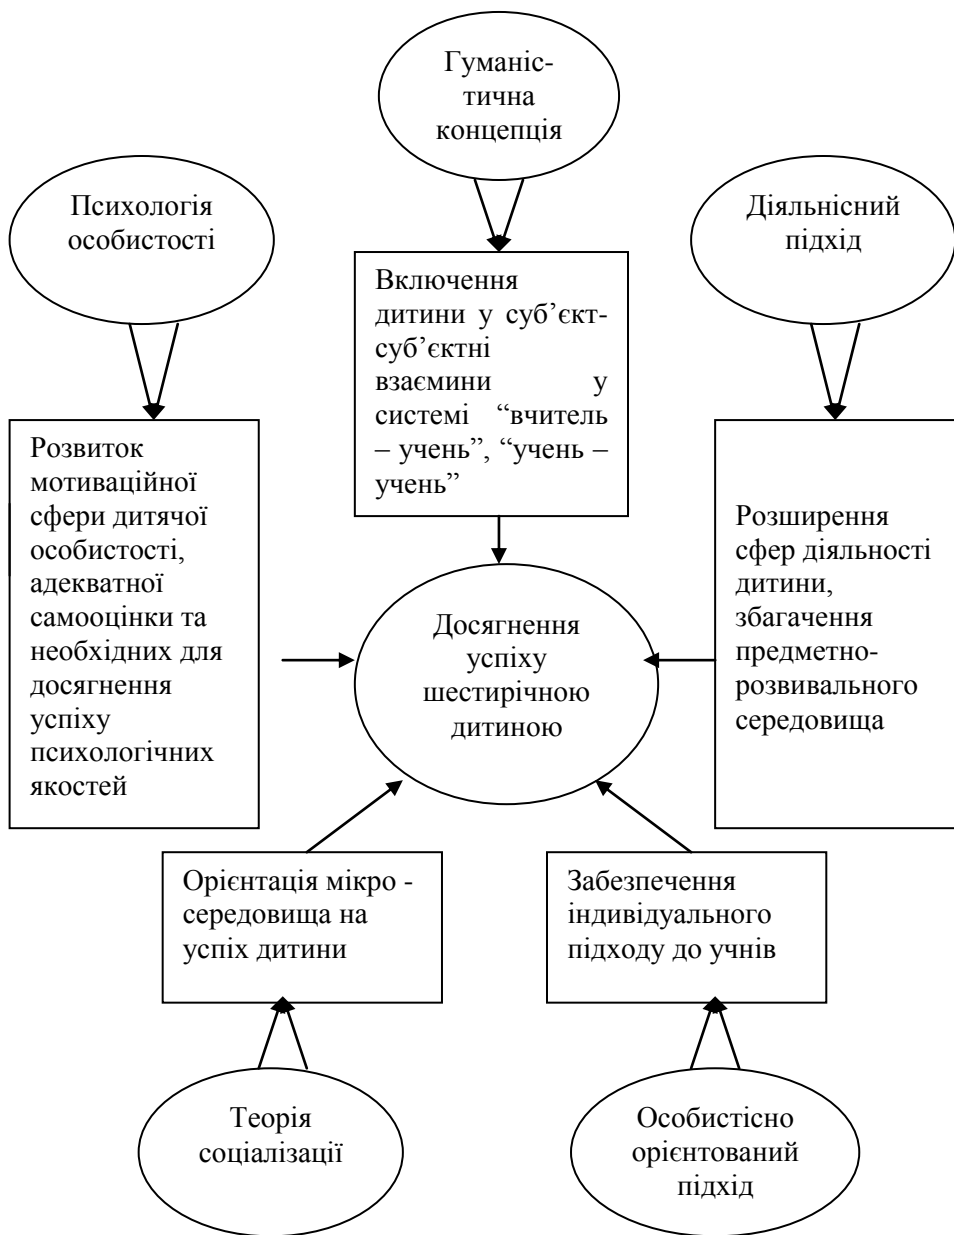 Гуманіс-
тична
концепція
Психологія
особистості
Діяльнісний
підхід
Включення
дитини у суб’єкт-
суб’єктні
взаємини у
системі “вчитель
– учень”, “учень –
учень”
Розвиток
мотиваційної
сфери дитячої
особистості,
адекватної
самооцінки та
необхідних для
досягнення
успіху
психологічних
якостей
Розширення
сфер діяльності
дитини,
збагачення
предметно-
розвивального
середовища
Досягнення
успіху
шестирічною
дитиною
Орієнтація мікро -
середовища на
успіх дитини
Забезпечення
індивідуального
підходу до учнів
Теорія
соціалізації
Особистісно
орієнтований
підхід